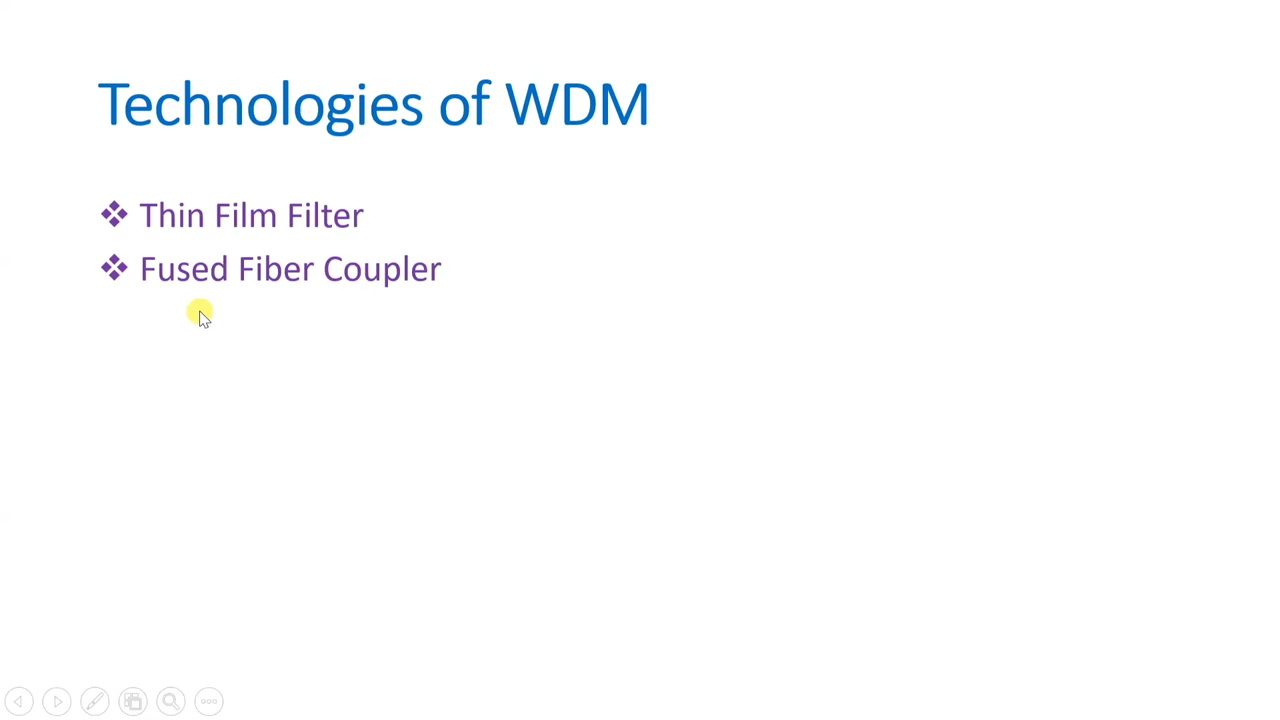 Technologies of WDM
❖ Thin Film Filter
❖ Fused Fiber Coupler